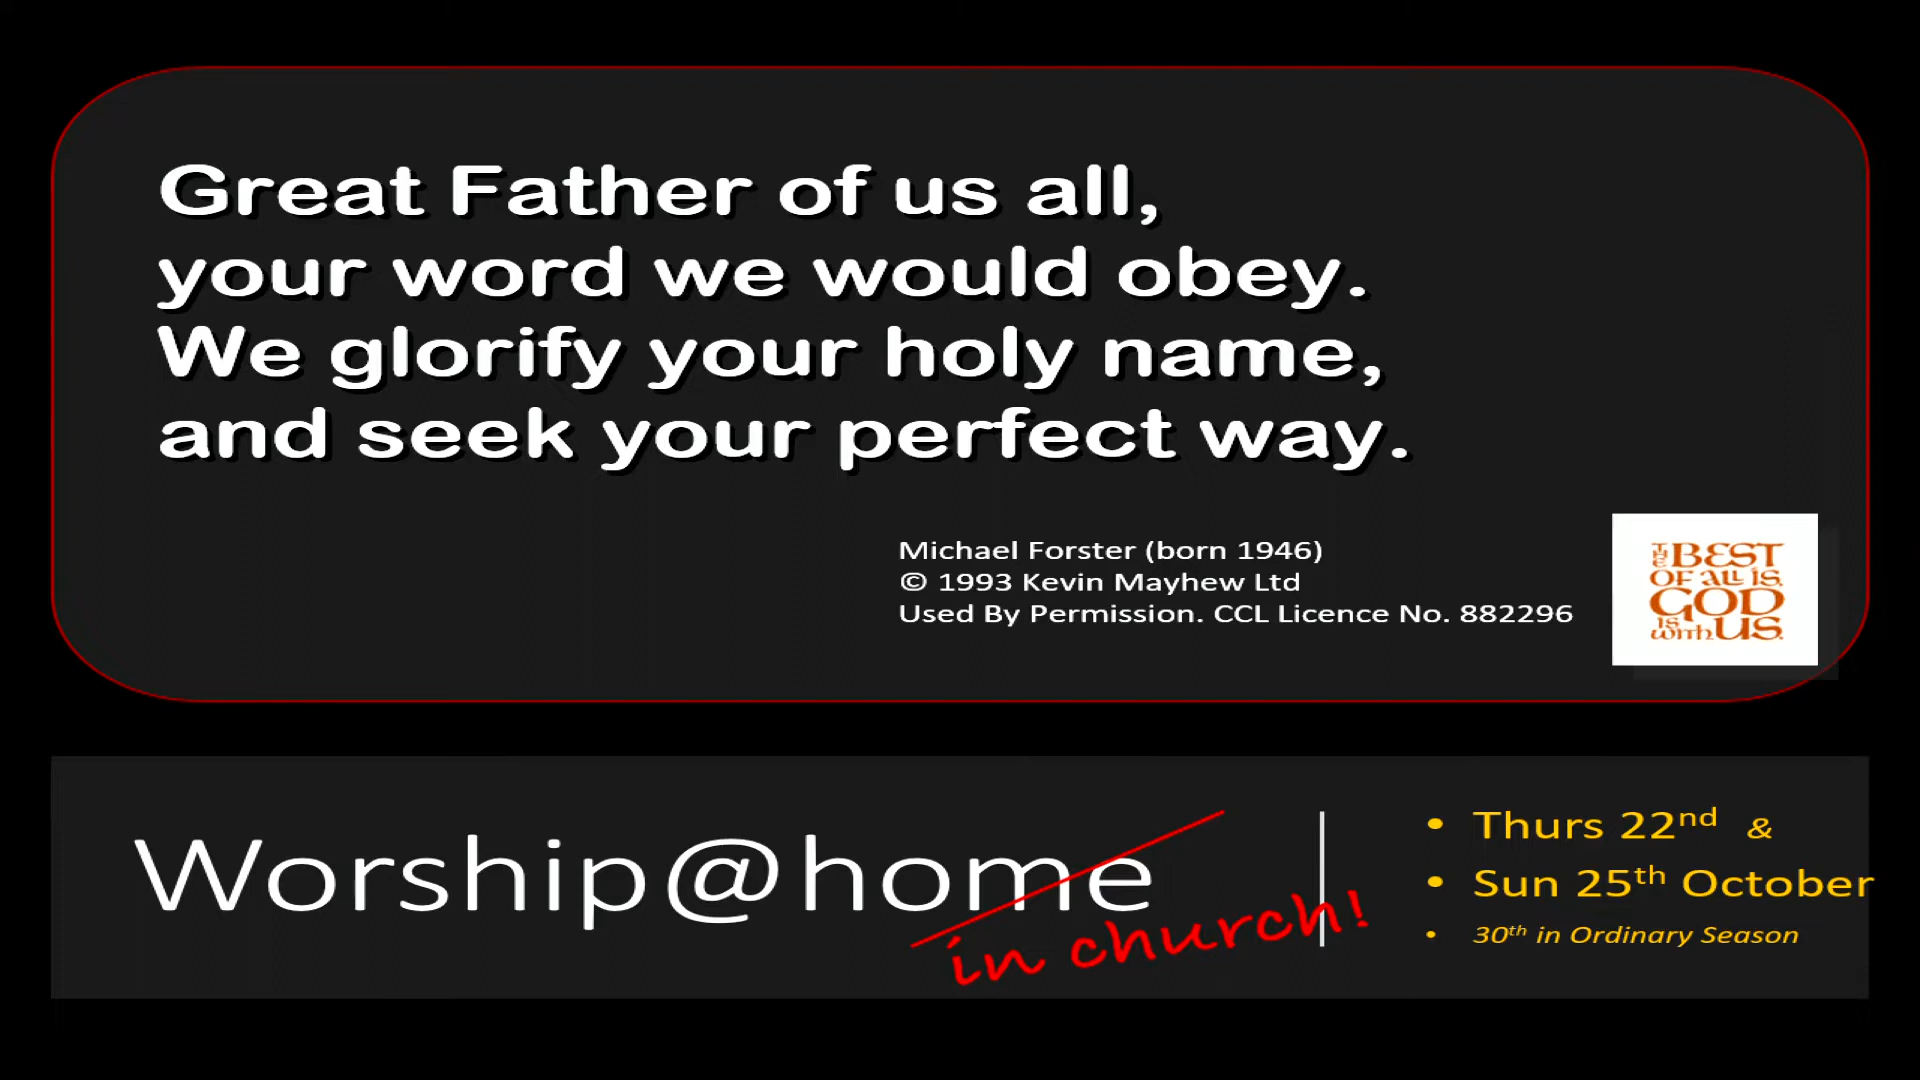 Great Father of us all,
your word we would obey.
We glorify your holy name,
and seek your perfect way.
Michael Forster (born 1946)
© 1993 Kevin Mayhew Ltd
Used By Permission. CCL Licence No. 882296
THE BEST
OF ALL IS,
GOD
IS WITH US.
Worship@home
in church!
• Thurs 22nd &
• Sun 25th October
• 30th in Ordinary Season